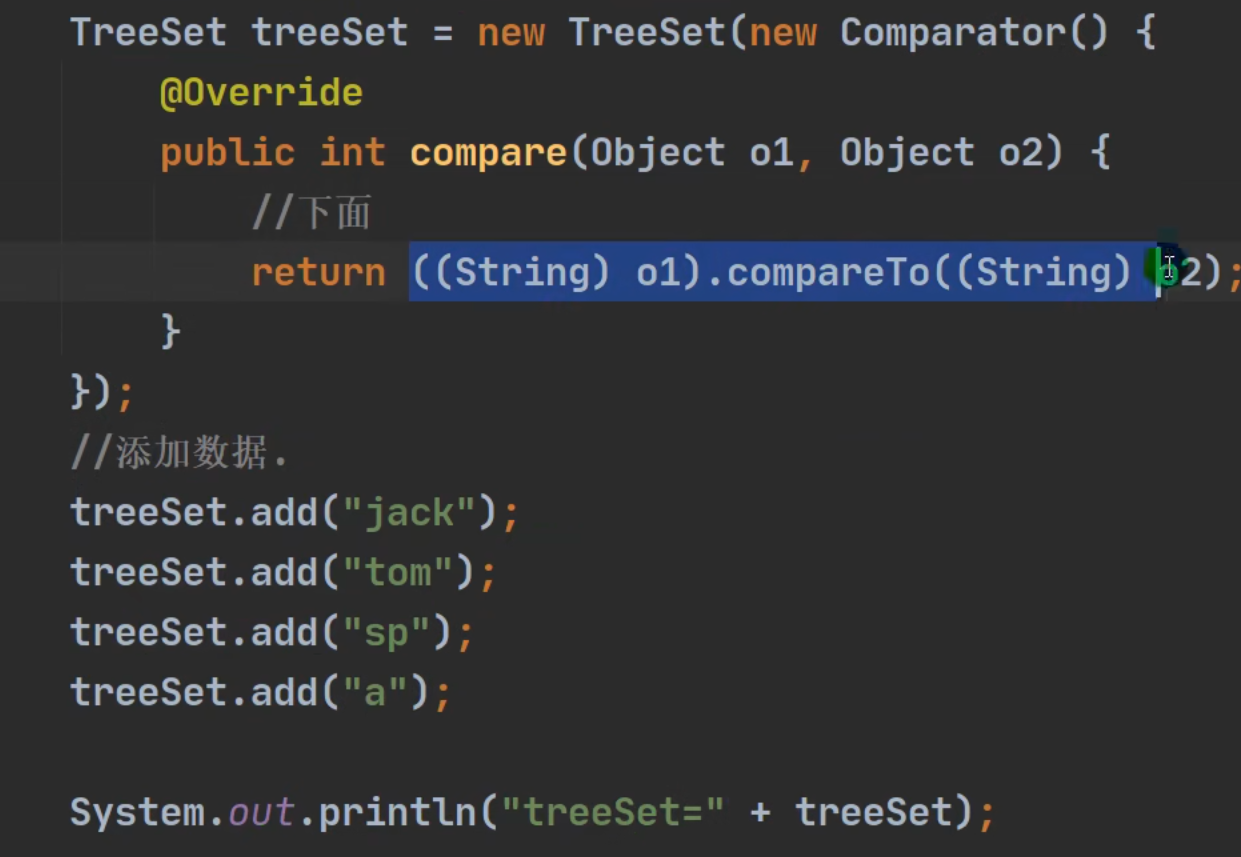 TreeSet treeSet = new TreeSet(new Comparator() {
@Override
public int compare(Object o1, Object o2) {
//下面
return ((String) o1).compareTo((String) o2);
}
});
//添加数据.
treeSet.add("jack");
treeSet.add("tom");
treeSet.add("sp");
treeSet.add("a");
System.out.println("treeSet=" + treeSet);